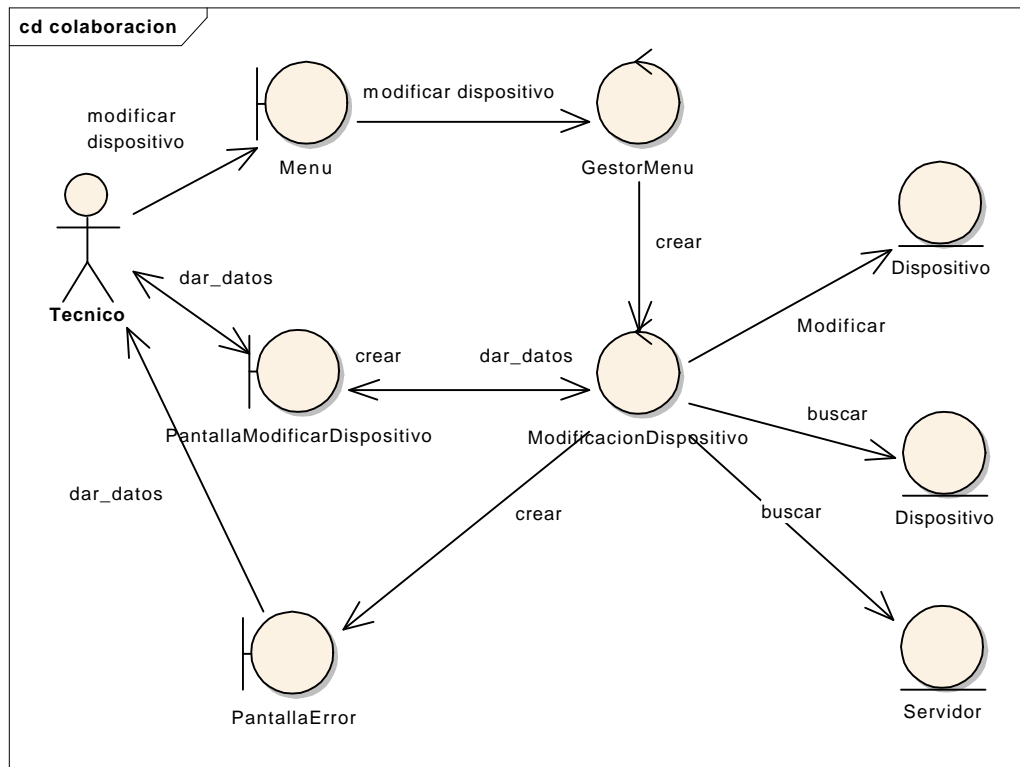 cd colaboracion
modificar
dispositivo
modificar dispositivo
Menu
GestorMenu
crear
Dispositivo
dar_datos
Tecnico
Modificar
crear
dar_datos
buscar
PantallaModificarDispositivo
ModificacionDispositivo
dar_datos
crear
buscar
Dispositivo
PantallaError
Servidor